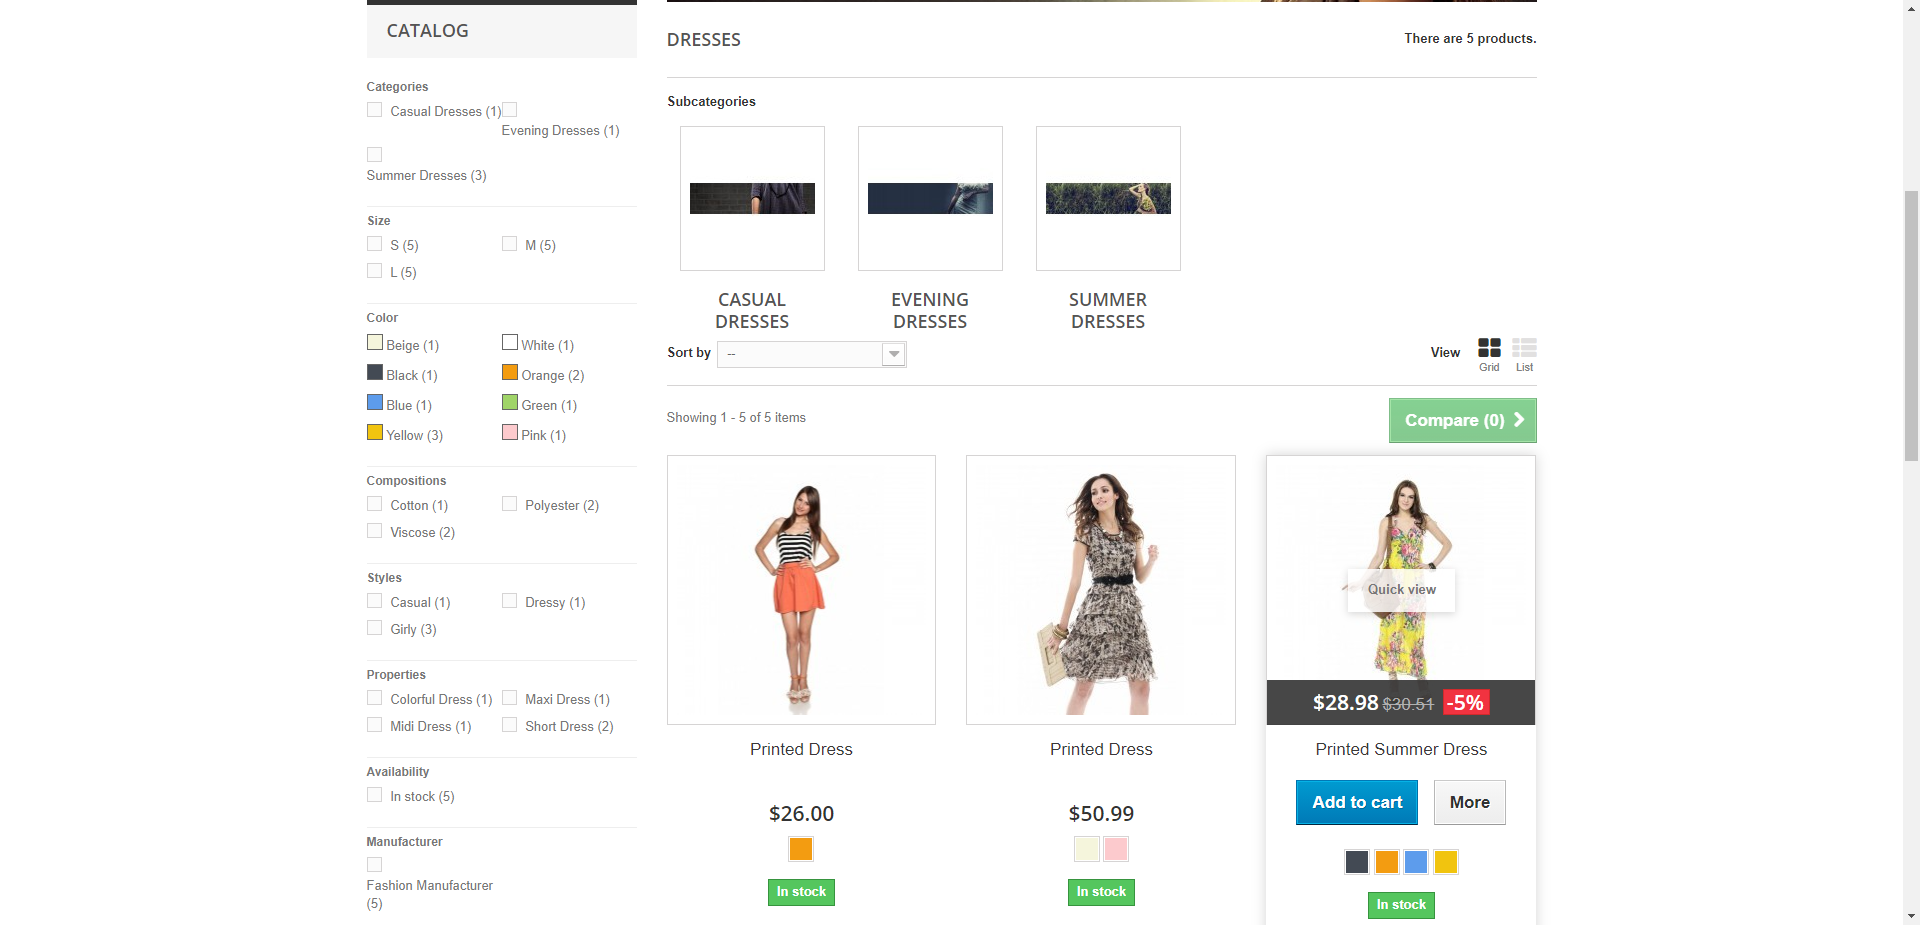 CATALOG
Categories
Casual Dresses (1)
Evening Dresses (1)
Summer Dresses (3)
Size
S (5)
M (5)
L (5)
Color
Beige (1)
White (1)
Black (1)
Orange (2)
Blue (1)
Green (1)
Yellow (3)
Pink (1)
Compositions
Cotton (1)
Polyester (2)
Viscose (2)
Styles
Casual (1)
Dressy (1)
Girly (3)
Properties
Colorful Dress (1)
Maxi Dress (1)
Midi Dress (1)
Short Dress (2)
Availability
In stock (5)
Manufacturer
Fashion Manufacturer
(5)
DRESSES
There are 5 products.
Subcategories
CASUAL
DRESSES
EVENING
DRESSES
SUMMER
DRESSES
Sort by
--
View
Grid
List
Showing 1 - 5 of 5 items
Compare (0)
Printed Dress
$26.00
In stock
Printed Dress
$50.99
In stock
Quick view
$28.98 $30.51 -5%
Printed Summer Dress
Add to cart
More
In stock